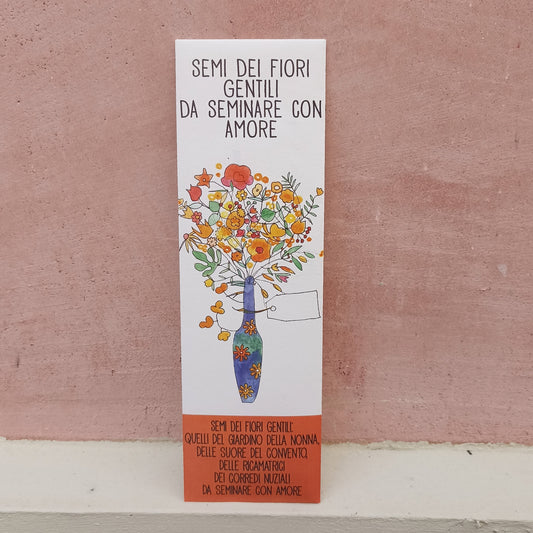 SEMI DEI FIORI
GENTILI
DA SEMINARE CON
AMORE
SEMI DEI FIORI GENTILI:
QUELLI DEL GIARDINO DELLA NONNA,
DELLE SUORE DEL CONVENTO,
DELLE RICAMATRICI
DEI CORREDI NUZIALI
DA SEMINARE CON AMORE